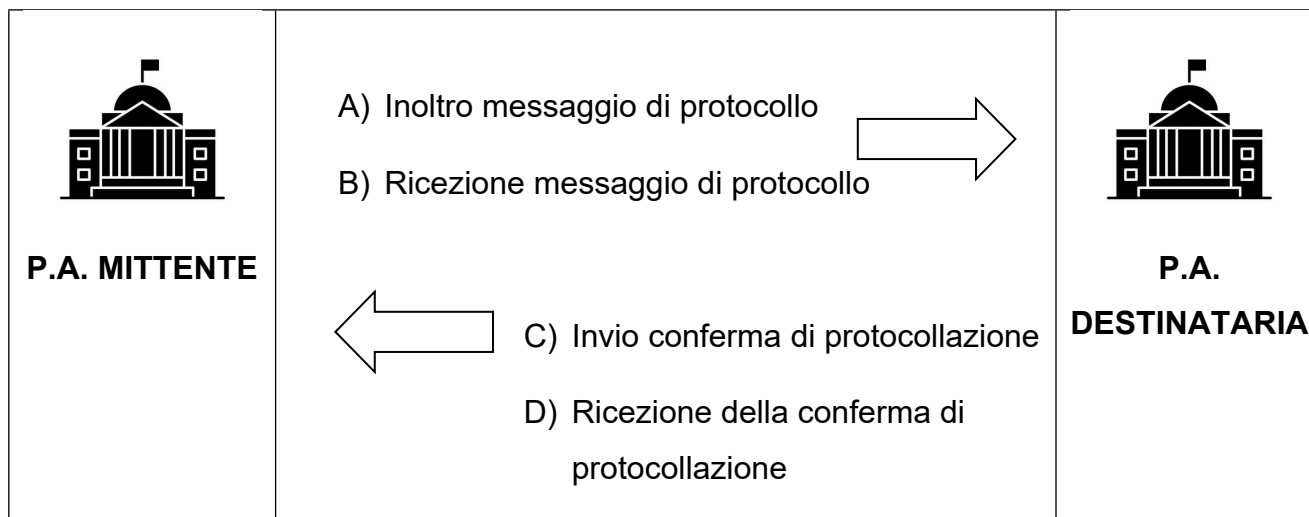 P.A. MITTENTE
A) Inoltro messaggio di protocollo
B) Ricezione messaggio di protocollo
C) Invio conferma di protocollazione
D) Ricezione della conferma di
protocollazione
P.A.
DESTINATARIA